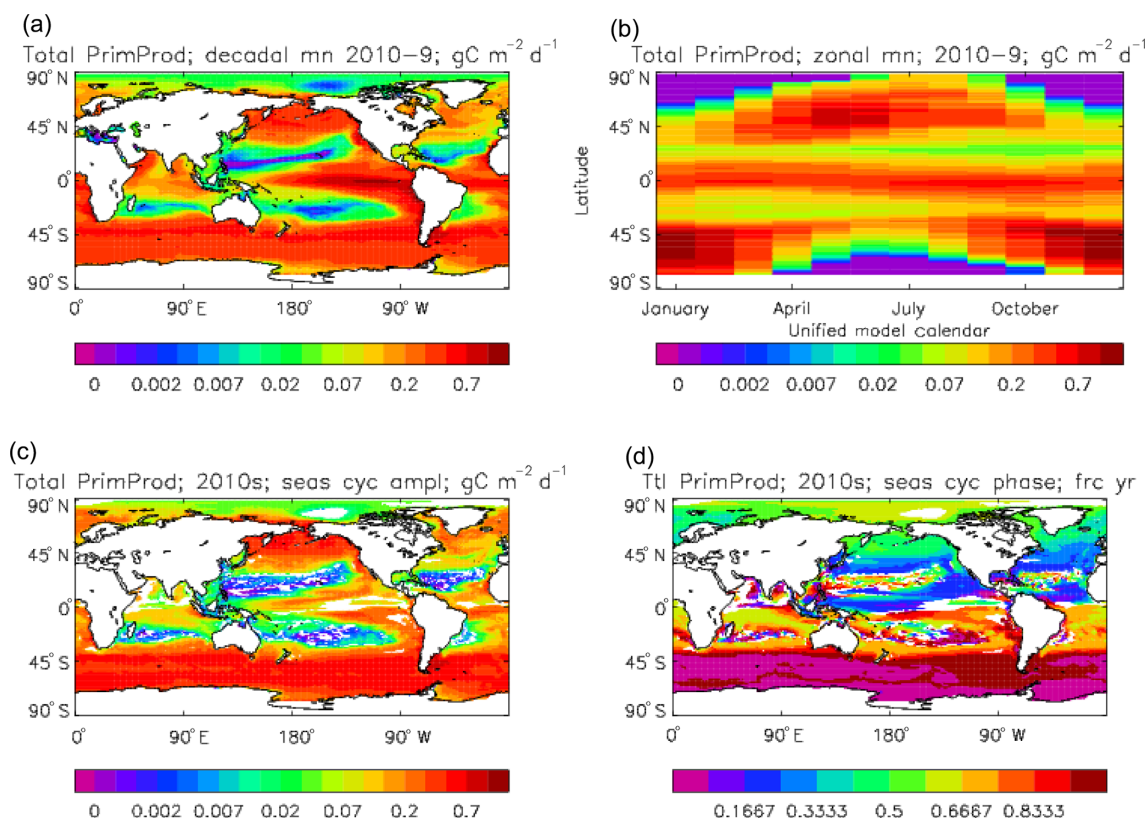 (a)
Total PrimProd; decadal mn 2010-9; gC m⁻² d⁻¹
90° N
45° N
0°
45° S
90° S
0° 90° E 180° 90° W
0 0.002 0.007 0.02 0.07 0.2 0.7
(b)
Total PrimProd; zonal mn; 2010-9; gC m⁻² d⁻¹
90° N
45° N
0°
45° S
90° S
Latitude
January April July October
Unified model calendar
0 0.002 0.007 0.02 0.07 0.2 0.7
(c)
Total PrimProd; 2010s; seas cyc ampl; gC m⁻² d⁻¹
90° N
45° N
0°
45° S
90° S
0° 90° E 180° 90° W
0 0.002 0.007 0.02 0.07 0.2 0.7
(d)
Ttl PrimProd; 2010s; seas cyc phase; frc yr
90° N
45° N
0°
45° S
90° S
0° 90° E 180° 90° W
0.1667 0.3333 0.5 0.6667 0.8333